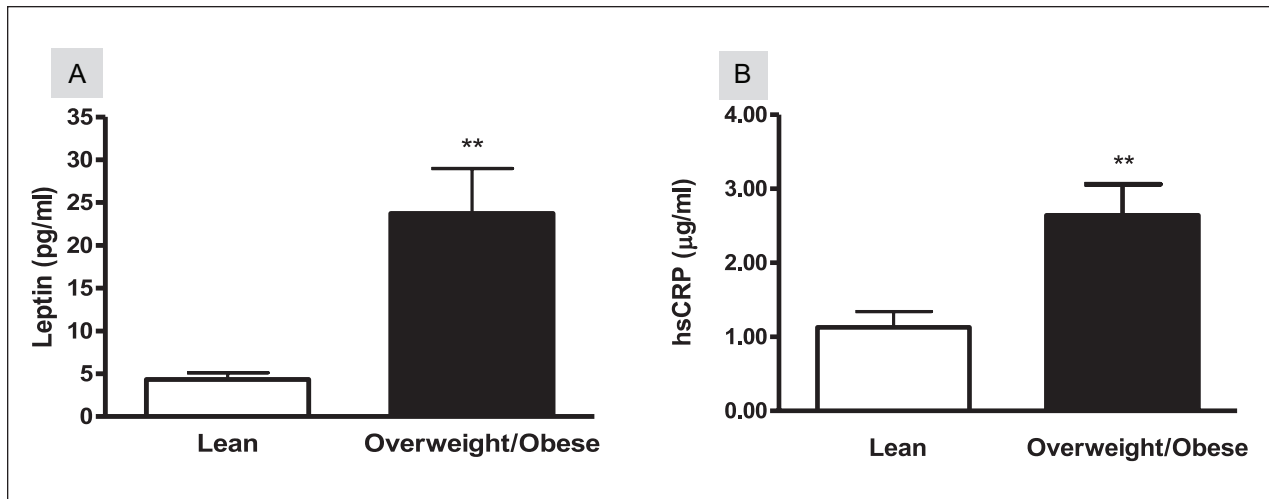 A
Leptin (pg/ml)
35
30
25
20
15
10
5
0
**
Lean Overweight/Obese
B
hsCRP (μg/ml)
4.00
3.00
2.00
1.00
0.00
**
Lean Overweight/Obese